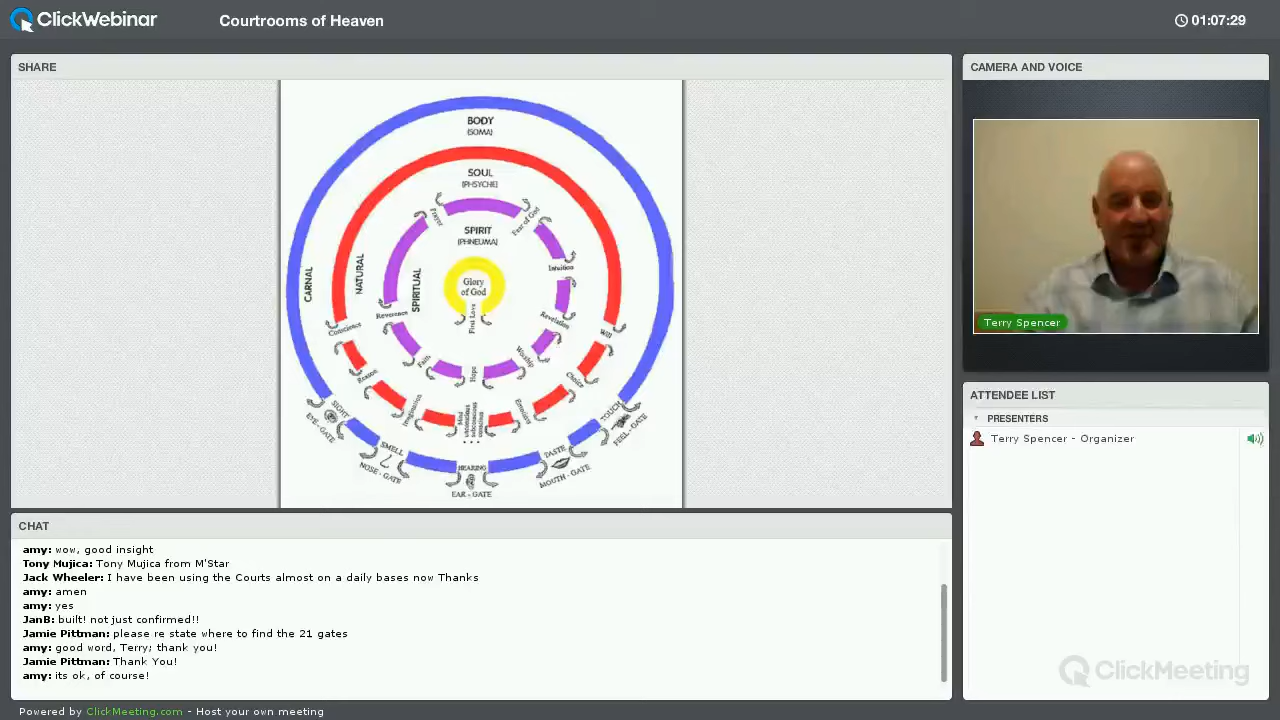 ClickWebinar
Courtrooms of Heaven
01:07:29
SHARE
BODY
(SOMA)
SOUL
(PHSYCHE)
Prayer
Fear of God
SPIRIT
(PHNEUMA)
Intuition
CARNAL
NATURAL
SPIRITUAL
Glory
of God
First Love
Reverence
Revelation
Conscience
Will
Faith
Hope
Worship
Reason
Choice
Imagination
Mind
subconscious
conscious
Emotions
SIGHT
EYE - GATE
TOUCH
FEEL - GATE
SMELL
NOSE - GATE
HEARING
EAR - GATE
TASTE
MOUTH - GATE
CAMERA AND VOICE
Terry Spencer
ATTENDEE LIST
PRESENTERS
Terry Spencer - Organizer
CHAT
amy: wow, good insight
Tony Mujica: Tony Mujica from M'Star
Jack Wheeler: I have been using the Courts almost on a daily bases now Thanks
amy: amen
amy: yes
JanB: built! not just confirmed!!
Jamie Pittman: please re state where to find the 21 gates
amy: good word, Terry; thank you!
Jamie Pittman: Thank You!
amy: its ok, of course!
ClickMeeting
Powered by ClickMeeting.com - Host your own meeting